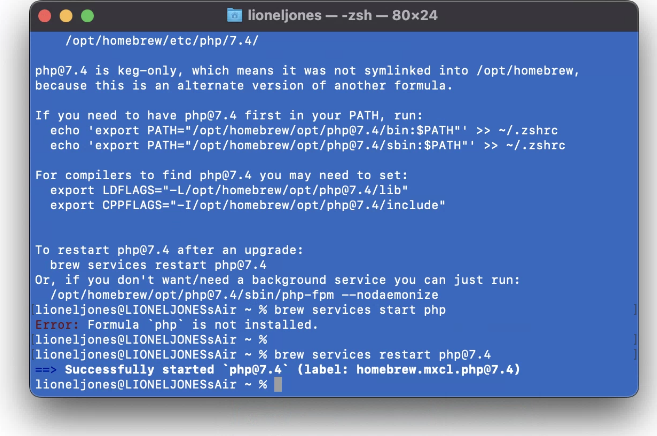 lioneljones — -zsh — 80×24
/opt/homebrew/etc/php/7.4/
php@7.4 is keg-only, which means it was not symlinked into /opt/homebrew,
because this is an alternate version of another formula.
If you need to have php@7.4 first in your PATH, run:
echo 'export PATH="/opt/homebrew/opt/php@7.4/bin:$PATH"' >> ~/.zshrc
echo 'export PATH="/opt/homebrew/opt/php@7.4/sbin:$PATH"' >> ~/.zshrc
For compilers to find php@7.4 you may need to set:
export LDFLAGS="-L/opt/homebrew/opt/php@7.4/lib"
export CPPFLAGS="-I/opt/homebrew/opt/php@7.4/include"
To restart php@7.4 after an upgrade:
brew services restart php@7.4
Or, if you don't want/need a background service you can just run:
/opt/homebrew/opt/php@7.4/sbin/php-fpm --nodaemonize
[lioneljones@LIONELJONESsAir ~ % brew services start php ]
Error: Formula `php` is not installed.
[lioneljones@LIONELJONESsAir ~ % ]
[lioneljones@LIONELJONESsAir ~ % brew services restart php@7.4 ]
==> Successfully started `php@7.4` (label: homebrew.mxcl.php@7.4)
lioneljones@LIONELJONESsAir ~ %